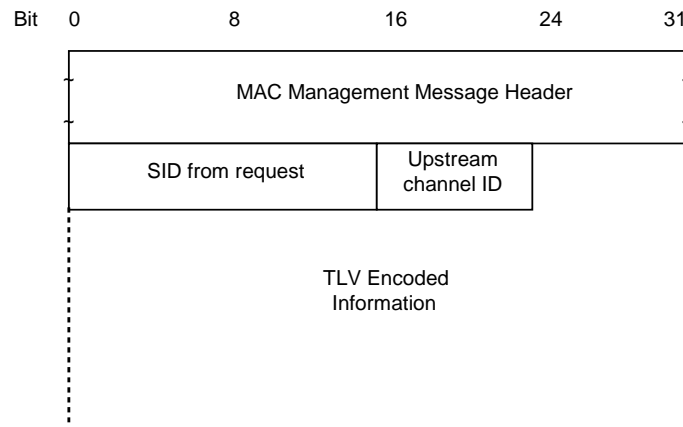 Bit 0 8 16 24 31
MAC Management Message Header
SID from request
Upstream
channel ID
TLV Encoded
Information